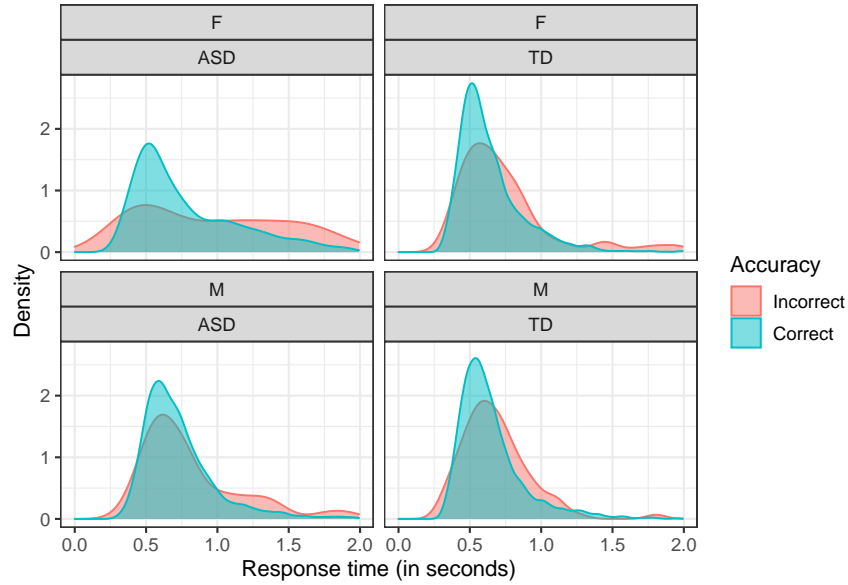 F
F
ASD
TD
2
1
0
M
M
ASD
TD
2
1
0
0.0 0.5 1.0 1.5 2.0
0.0 0.5 1.0 1.5 2.0
Response time (in seconds)
Density
Accuracy
Incorrect
Correct